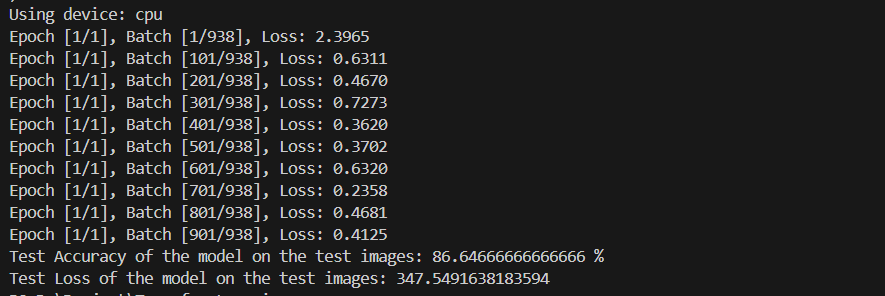 Using device: cpu
Epoch [1/1], Batch [1/938], Loss: 2.3965
Epoch [1/1], Batch [101/938], Loss: 0.6311
Epoch [1/1], Batch [201/938], Loss: 0.4670
Epoch [1/1], Batch [301/938], Loss: 0.7273
Epoch [1/1], Batch [401/938], Loss: 0.3620
Epoch [1/1], Batch [501/938], Loss: 0.3702
Epoch [1/1], Batch [601/938], Loss: 0.6320
Epoch [1/1], Batch [701/938], Loss: 0.2358
Epoch [1/1], Batch [801/938], Loss: 0.4681
Epoch [1/1], Batch [901/938], Loss: 0.4125
Test Accuracy of the model on the test images: 86.64666666666666 %
Test Loss of the model on the test images: 347.5491638183594